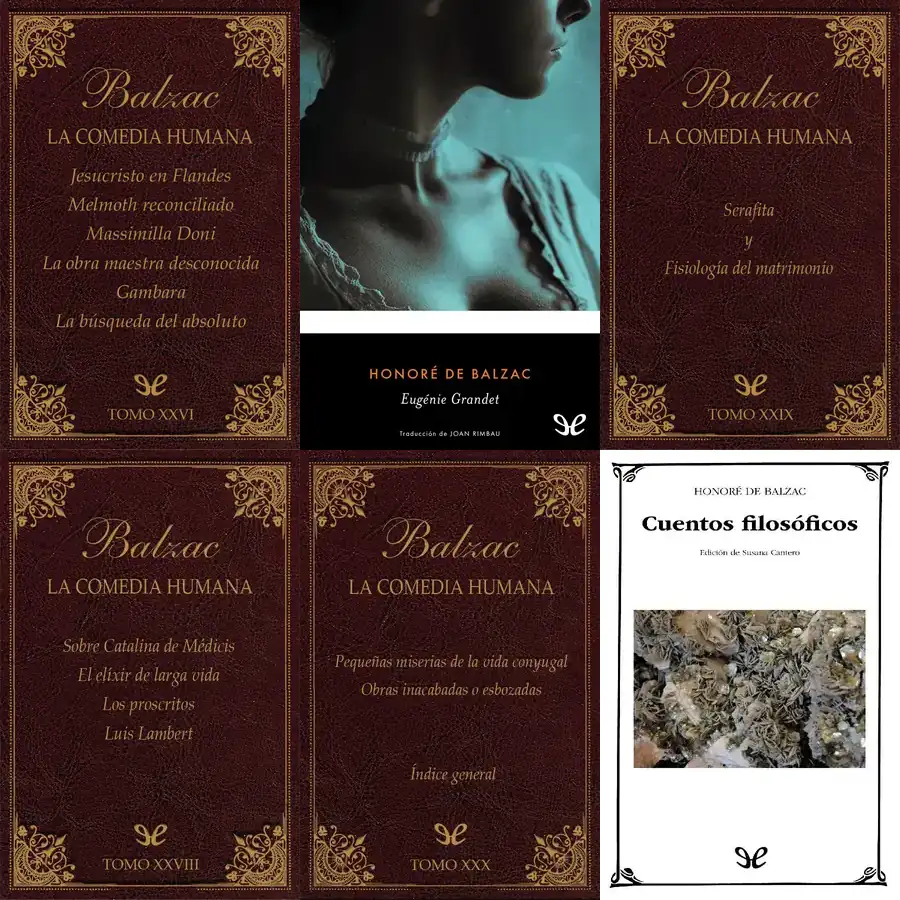 Balzac
LA COMEDIA HUMANA
Jesucristo en Flandes
Melmoth reconciliado
Massimilla Doni
La obra maestra desconocida
Gambara
La búsqueda del absoluto
TOMO XXVI
HONORÉ DE BALZAC
Eugénie Grandet
Traducción de JOAN RIMBAU
Balzac
LA COMEDIA HUMANA
Serafita
y
Fisiología del matrimonio
TOMO XXIX
Balzac
LA COMEDIA HUMANA
Sobre Catalina de Médicis
El elixir de larga vida
Los proscritos
Luis Lambert
TOMO XXVIII
Balzac
LA COMEDIA HUMANA
Pequeñas miserias de la vida conyugal
Obras inacabadas o esbozadas
Índice general
TOMO XXX
HONORÉ DE BALZAC
Cuentos filosóficos
Edición de Susana Cantero